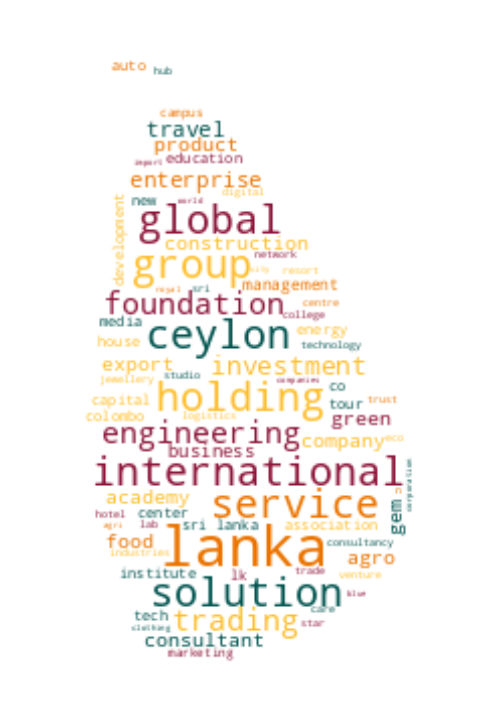 auto
hub
campus
travel
product
import education
enterprise
digital
new world
development
global
construction
network
group
city resort
management
royal sri
foundation
centre
college
media
ceylon
energy
house
technology
export
investment
jewellery studio
companies
holding
co
capital
tour
trust
colombo
logistics
green
engineering
company
eco
business
international
corporation
academy
service
n
gem
hotel center
agri lab sri lanka
association
food
lanka
consultancy
industries
agro
institute lk trade
venture
solution
blue
care
tech
trading
star
clothing
consultant
marketing